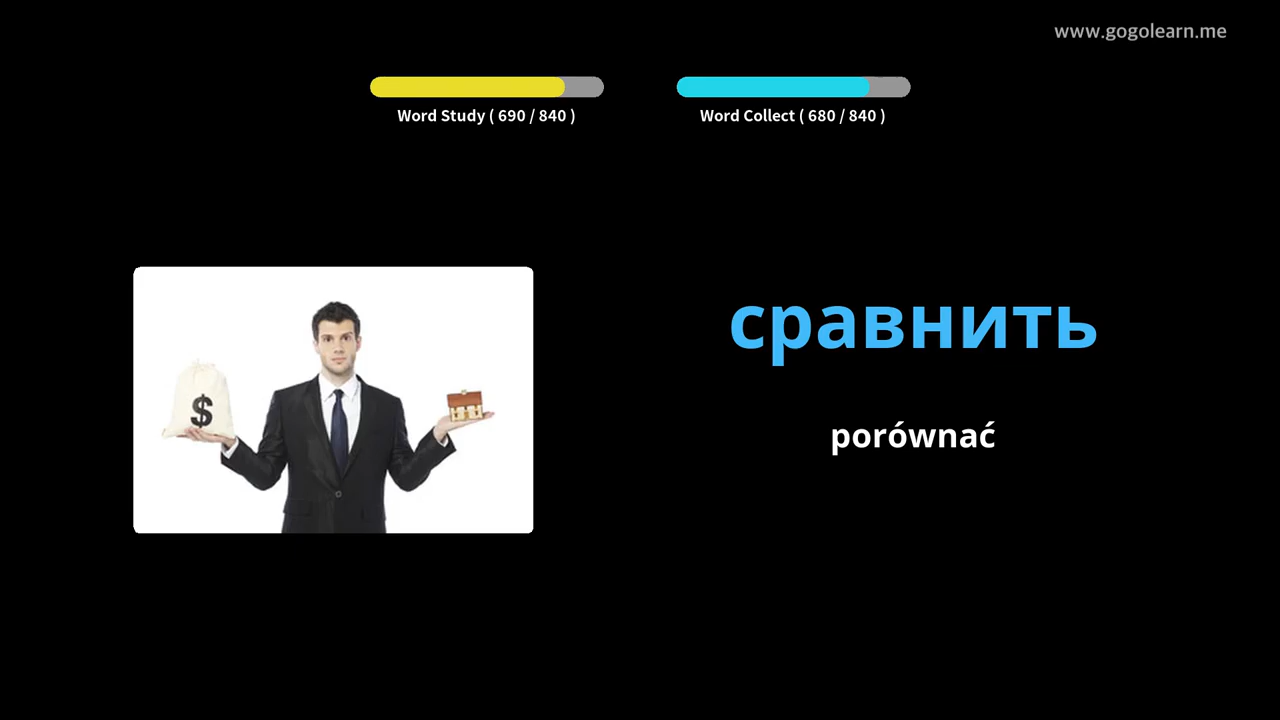 www.gogolearn.me
Word Study ( 690 / 840 )
Word Collect ( 680 / 840 )
$
сравнить
porównać